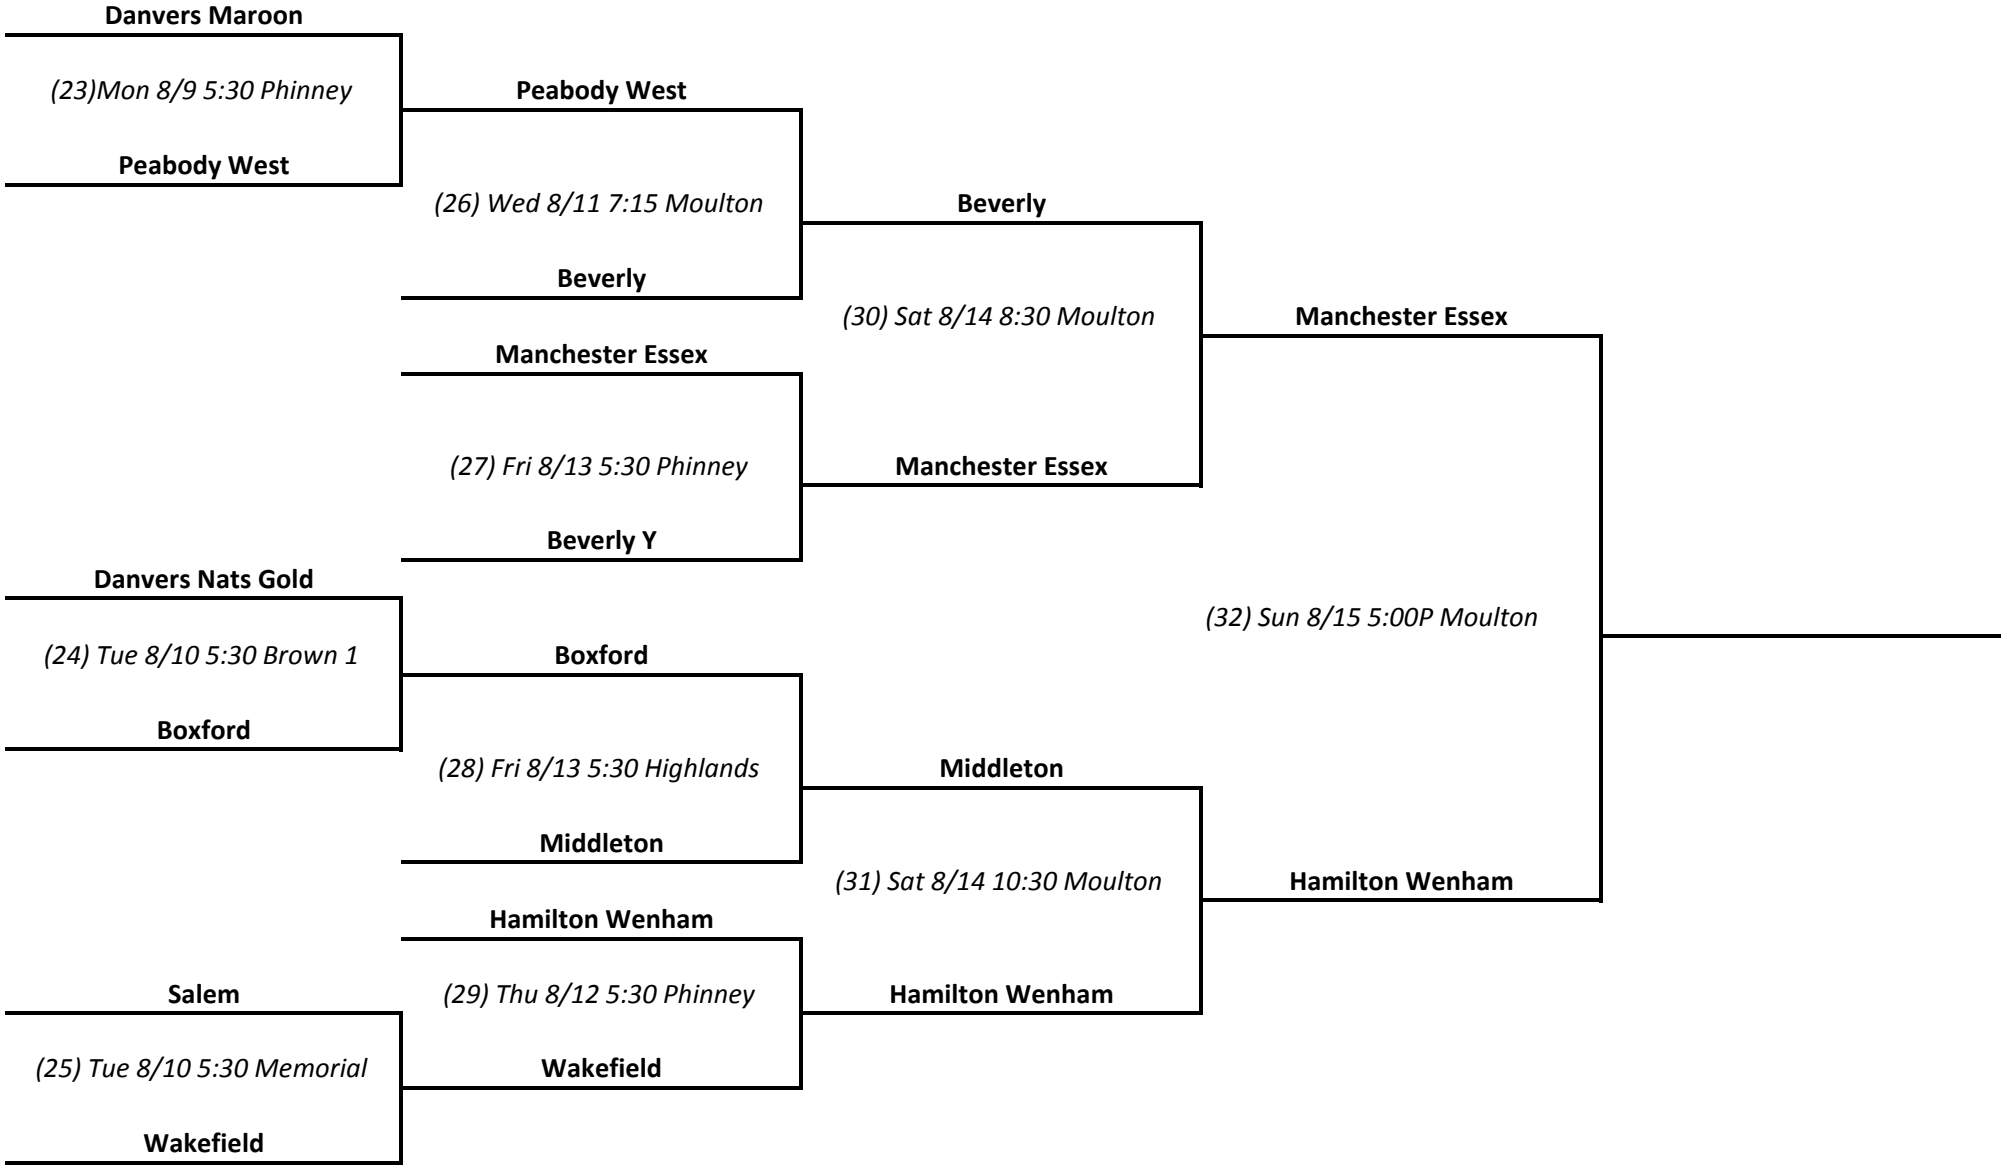 Danvers Maroon
(23)Mon 8/9 5:30 Phinney
Peabody West
Peabody West
(26) Wed 8/11 7:15 Moulton
Beverly
Beverly
(30) Sat 8/14 8:30 Moulton
Manchester Essex
Manchester Essex
(27) Fri 8/13 5:30 Phinney
Manchester Essex
Beverly Y
Danvers Nats Gold
(32) Sun 8/15 5:00P Moulton
(24) Tue 8/10 5:30 Brown 1
Boxford
Boxford
(28) Fri 8/13 5:30 Highlands
Middleton
Middleton
(31) Sat 8/14 10:30 Moulton
Hamilton Wenham
Hamilton Wenham
Salem
(29) Thu 8/12 5:30 Phinney
Hamilton Wenham
(25) Tue 8/10 5:30 Memorial
Wakefield
Wakefield